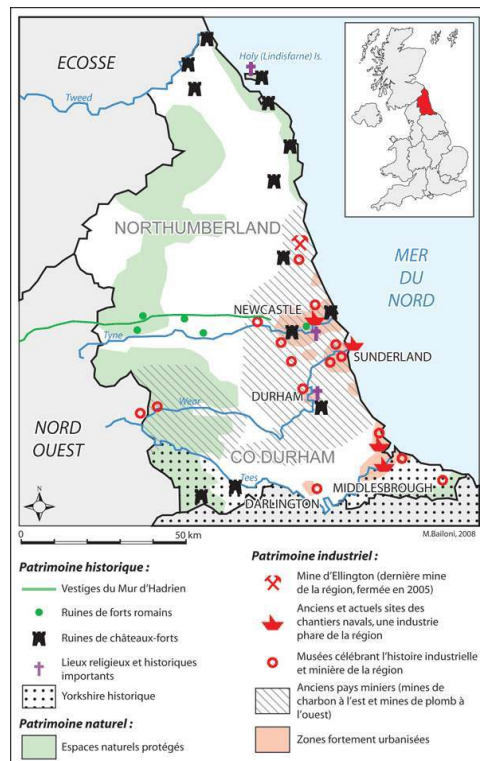 ECOSSE
Holy (Lindisfarne) Is.
Tweed
NORTHUMBERLAND
MER
DU
NORD
NEWCASTLE
Tyne
SUNDERLAND
DURHAM
Wear
NORD
OUEST
CO.DURHAM
Tees
MIDDLESBROUGH
DARLINGTON
N
0
50 km
M.Bailoni, 2008
Patrimoine historique :
Vestiges du Mur d'Hadrien
Ruines de forts romains
Ruines de châteaux-forts
Lieux religieux et historiques
importants
Yorkshire historique
Patrimoine naturel :
Espaces naturels protégés
Patrimoine industriel :
Mine d'Ellington (dernière mine
de la région, fermée en 2005)
Anciens et actuels sites des
chantiers navals, une industrie
phare de la région
Musées célébrant l'histoire industrielle
et minière de la région
Anciens pays miniers (mines de
charbon à l'est et mines de plomb à
l'ouest)
Zones fortement urbanisées